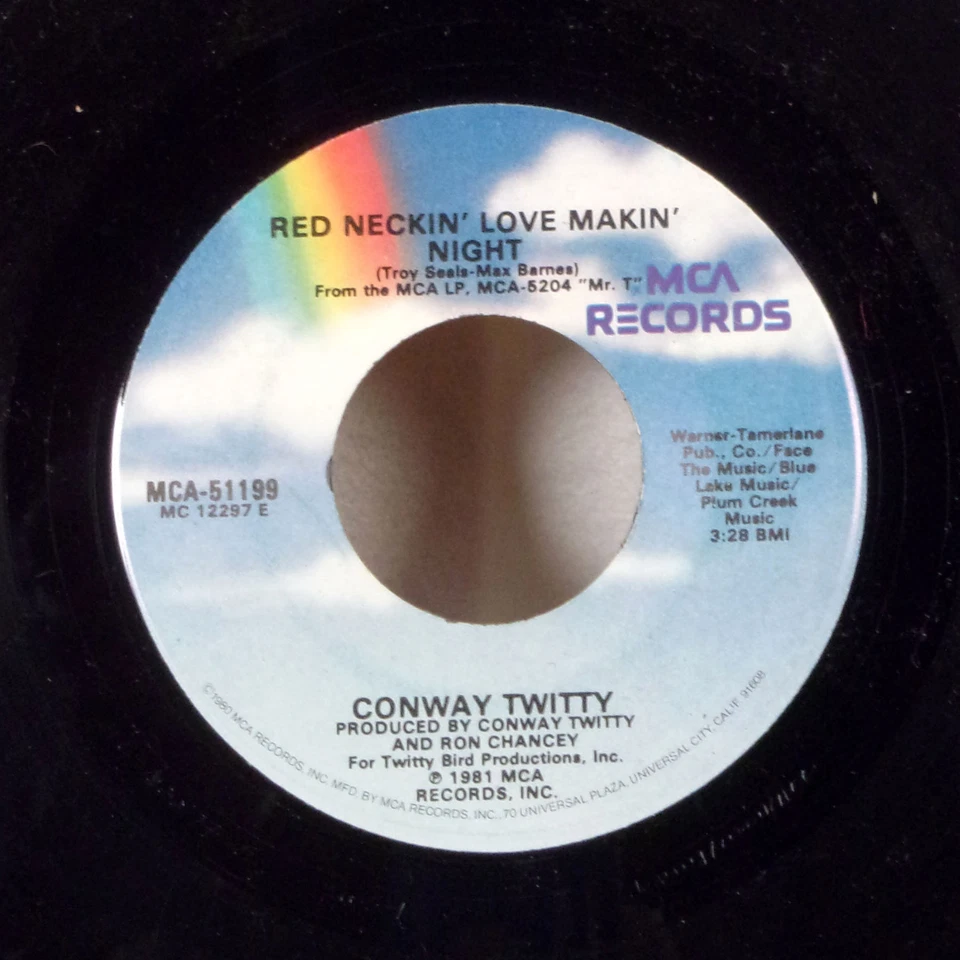 RED NECKIN' LOVE MAKIN'
NIGHT
(Troy Seals-Max Barnes)
From the MCA LP, MCA-5204 "Mr. T"
MCA
RECORDS
Warner-Tamerlane
Pub., Co./Face
The Music/Blue
Lake Music/
Plum Creek
Music
3:28 BMI
MCA-51199
MC 12297 E
CONWAY TWITTY
PRODUCED BY CONWAY TWITTY
AND RON CHANCEY
For Twitty Bird Productions, Inc.
℗ 1981 MCA
RECORDS, INC.
©1980 MCA RECORDS, INC. MFD. BY MCA RECORDS, INC., 70 UNIVERSAL PLAZA, UNIVERSAL CITY, CALIF. 91608